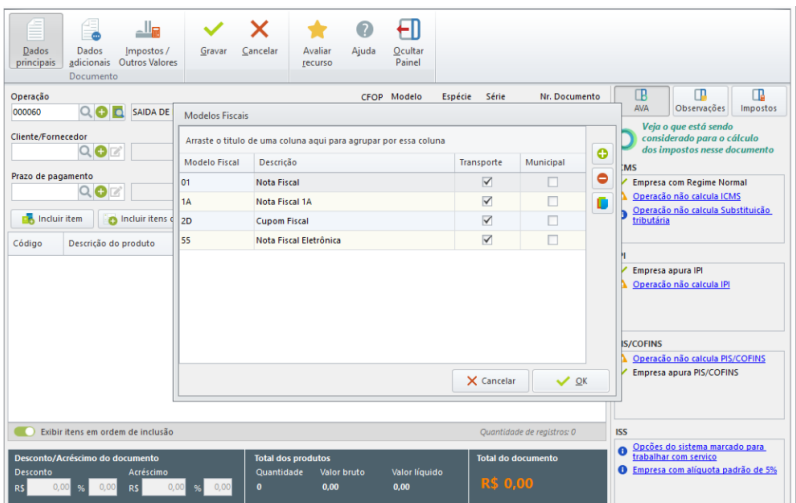 Dados principais
Dados adicionais
Impostos / Outros Valores
Gravar
Cancelar
Avaliar recurso
Ajuda
Ocultar Painel
Documento
Operação
CFOP Modelo Espécie Série Nr. Documento
000060 SAIDA DE
Cliente/Fornecedor
Prazo de pagamento
Incluir item
Incluir itens
Código Descrição do produto
Modelos Fiscais
Arraste o titulo de uma coluna aqui para agrupar por essa coluna
Modelo Fiscal Descrição Transporte Municipal
01 Nota Fiscal
1A Nota Fiscal 1A
2D Cupom Fiscal
55 Nota Fiscal Eletrônica
Cancelar
OK
Exibir itens em ordem de inclusão
Quantidade de registros: 0
Desconto/Acréscimo do documento
Desconto Acréscimo
R$ 0,00 % 0,00 R$ 0,00 % 0,00
Total dos produtos
Quantidade Valor bruto Valor líquido
0 0,00 0,00
Total do documento
R$ 0,00
AVA
Observações
Impostos
Veja o que está sendo
considerado para o cálculo
dos impostos nesse documento
CMS
Empresa com Regime Normal
Operação não calcula ICMS
Operação não calcula Substituição
tributária
PI
Empresa apura IPI
Operação não calcula IPI
IS/COFINS
Operação não calcula PIS/COFINS
Empresa apura PIS/COFINS
ISS
Opções do sistema marcado para
trabalhar com serviço
Empresa com alíquota padrão de 5%